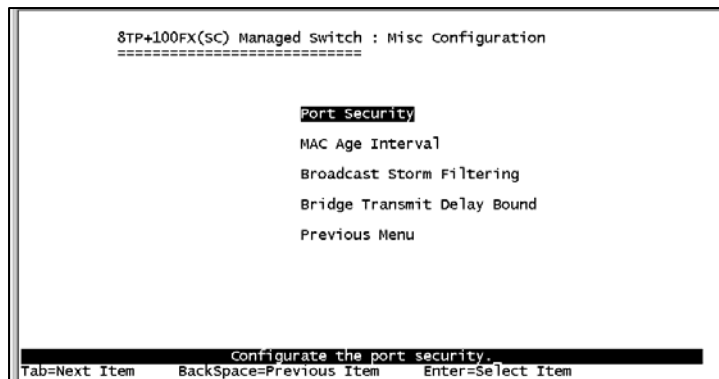 8TP+100FX(SC) Managed Switch : Misc Configuration
===========================
Port Security
MAC Age Interval
Broadcast Storm Filtering
Bridge Transmit Delay Bound
Previous Menu
Configurate the port security._
Tab=Next Item BackSpace=Previous Item Enter=Select Item